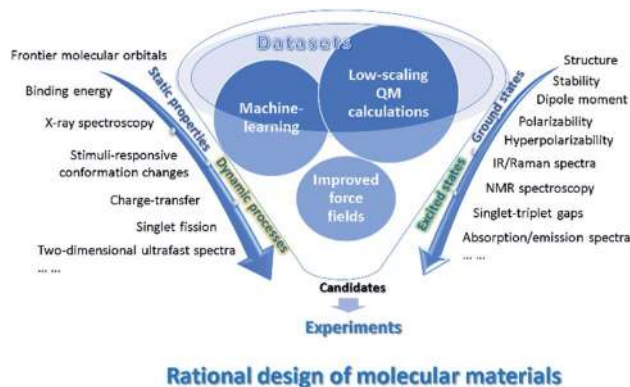 Datasets
Low-scaling
QM
calculations
Machine-
learning
Improved
force
fields
Frontier molecular orbitals
Binding energy
X-ray spectroscopy
Stimuli-responsive
conformation changes
Charge-transfer
Singlet fission
Two-dimensional ultrafast spectra
... ...
Static properties
Dynamic processes
Ground states
Excited states
Structure
Stability
Dipole moment
Polarizability
Hyperpolarizability
IR/Raman spectra
NMR spectroscopy
Singlet-triplet gaps
Absorption/emission spectra
... ...
Candidates
Experiments
Rational design of molecular materials